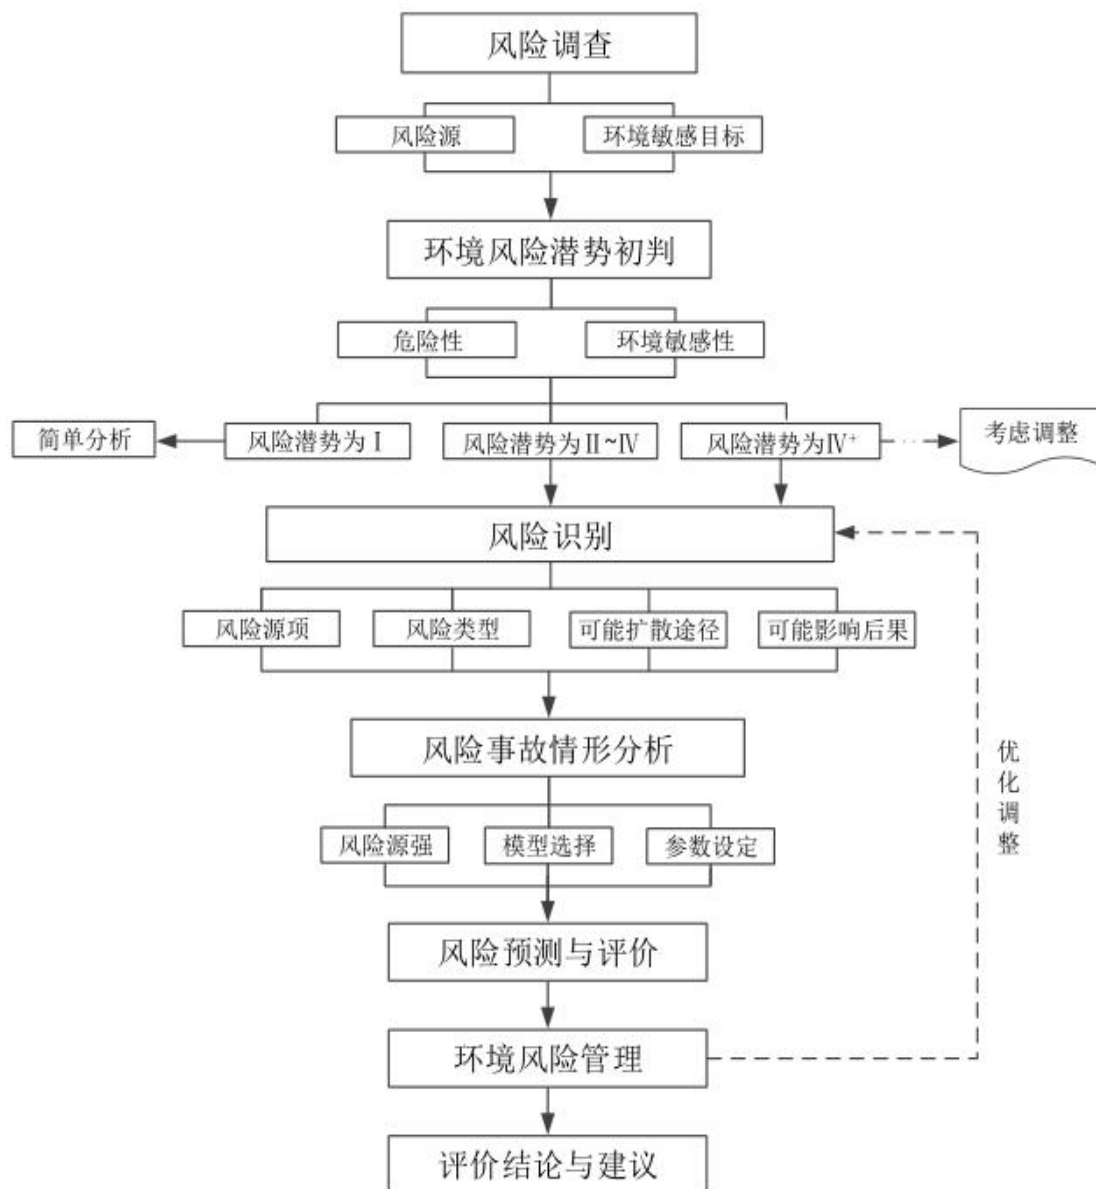 风险调查
风险源
环境敏感目标
环境风险潜势初判
危险性
环境敏感性
简单分析
风险潜势为Ⅰ
风险潜势为Ⅱ~Ⅳ
风险潜势为Ⅳ⁺
考虑调整
风险识别
风险源项
风险类型
可能扩散途径
可能影响后果
风险事故情形分析
风险源强
模型选择
参数设定
优化调整
风险预测与评价
环境风险管理
评价结论与建议